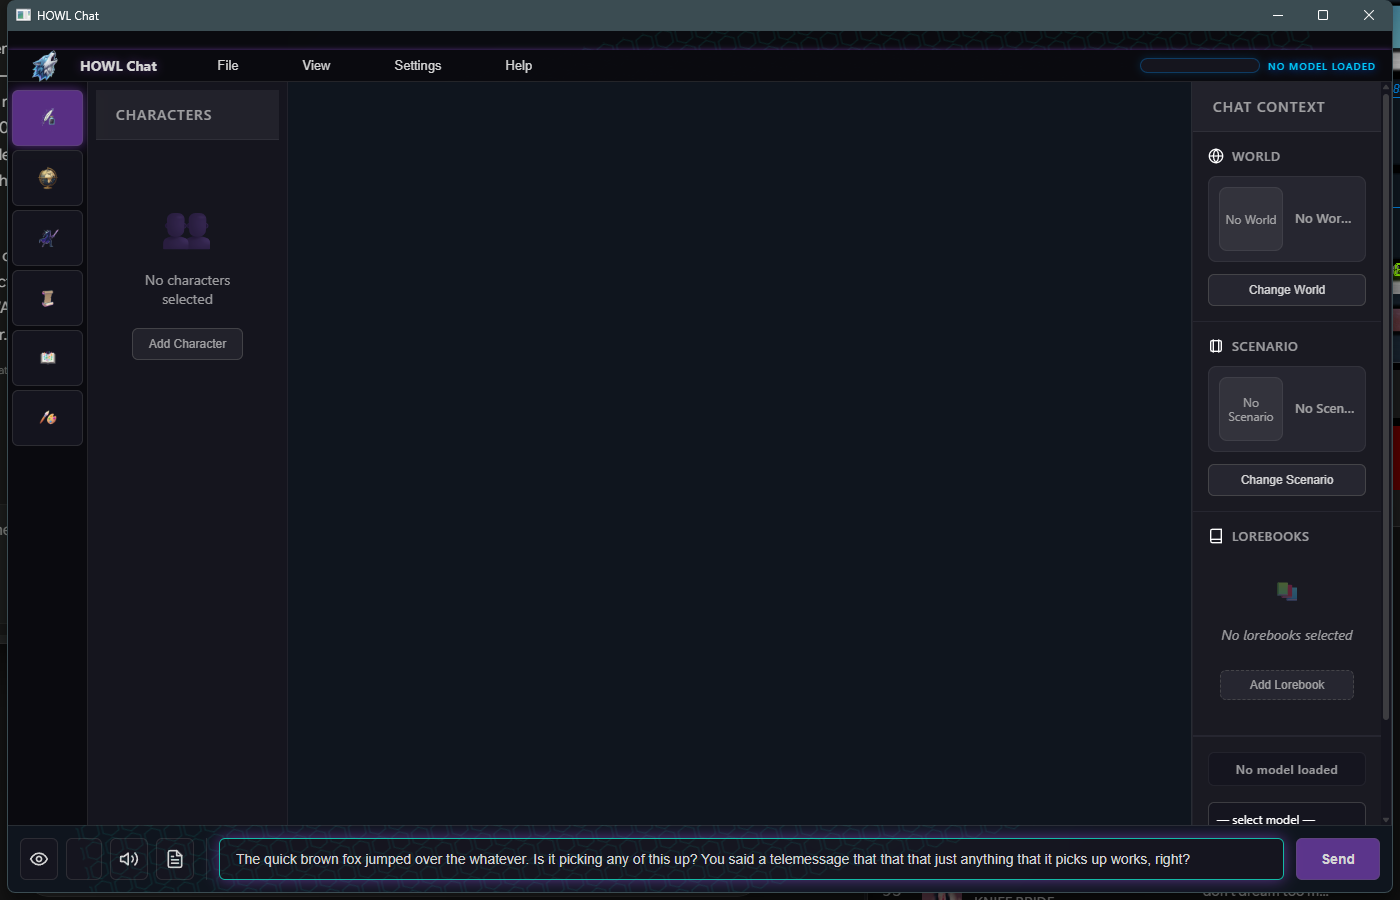 HOWL Chat
HOWL Chat
File
View
Settings
Help
NO MODEL LOADED
CHARACTERS
No characters
selected
Add Character
CHAT CONTEXT
WORLD
No World
No Wor...
Change World
SCENARIO
No
Scenario
No Scen...
Change Scenario
LOREBOOKS
No lorebooks selected
Add Lorebook
No model loaded
— select model —
The quick brown fox jumped over the whatever. Is it picking any of this up? You said a telemessage that that that just anything that it picks up works, right?
Send